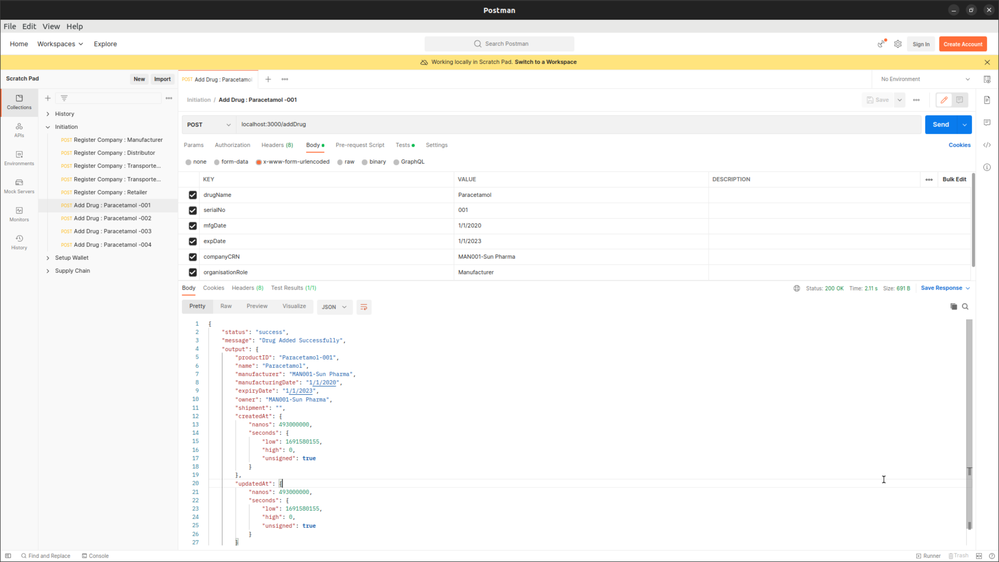 Postman
File Edit View Help
Home Workspaces Explore Search Postman Sign In Create Account
Working locally in Scratch Pad. Switch to a Workspace
Scratch Pad New Import POST Add Drug : Paracetamol No Environment
Initiation / Add Drug : Paracetamol -001 Save
Collections
APIs
Environments
Mock Servers
Monitors
History
History
Initiation
POST Register Company : Manufacturer
POST Register Company : Distributor
POST Register Company : Transporte...
POST Register Company : Transporte...
POST Register Company : Retailer
POST Add Drug : Paracetamol -001
POST Add Drug : Paracetamol -002
POST Add Drug : Paracetamol -003
POST Add Drug : Paracetamol -004
Setup Wallet
Supply Chain
POST localhost:3000/addDrug Send
Params Authorization Headers (8) Body Pre-request Script Tests Settings Cookies
none form-data x-www-form-urlencoded raw binary GraphQL
KEY VALUE DESCRIPTION Bulk Edit
drugName Paracetamol
serialNo 001
mfgDate 1/1/2020
expDate 1/1/2023
companyCRN MAN001-Sun Pharma
organisationRole Manufacturer
Body Cookies Headers (8) Test Results (1/1) Status: 200 OK Time: 2.11 s Size: 691 B Save Response
Pretty Raw Preview Visualize JSON
1 {
2 "status": "success",
3 "message": "Drug Added Successfully",
4 "output": {
5 "productID": "Paracetamol-001",
6 "name": "Paracetamol",
7 "manufacturer": "MAN001-Sun Pharma",
8 "manufacturingDate": "1/1/2020",
9 "expiryDate": "1/1/2023",
10 "owner": "MAN001-Sun Pharma",
11 "shipment": "",
12 "createdAt": {
13 "nanos": 493000000,
14 "seconds": {
15 "low": 1691580155,
16 "high": 0,
17 "unsigned": true
18 }
19 },
20 "updatedAt": {
21 "nanos": 493000000,
22 "seconds": {
23 "low": 1691580155,
24 "high": 0,
25 "unsigned": true
26 }
27 }
Find and Replace Console Runner Trash